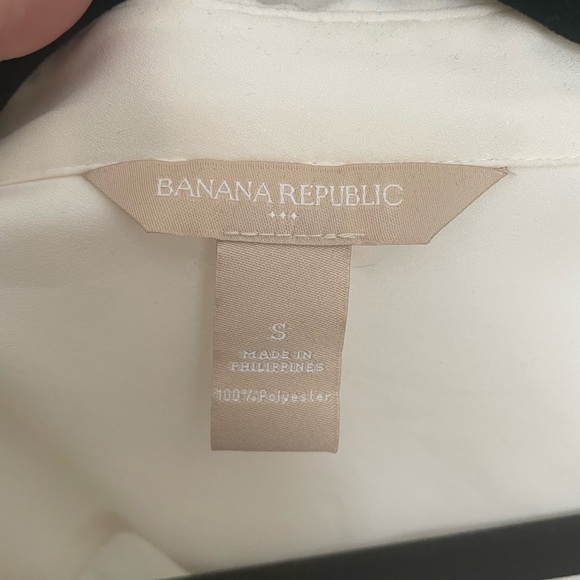 BANANA REPUBLIC
S
MADE IN
PHILIPPINES
100% Polyester